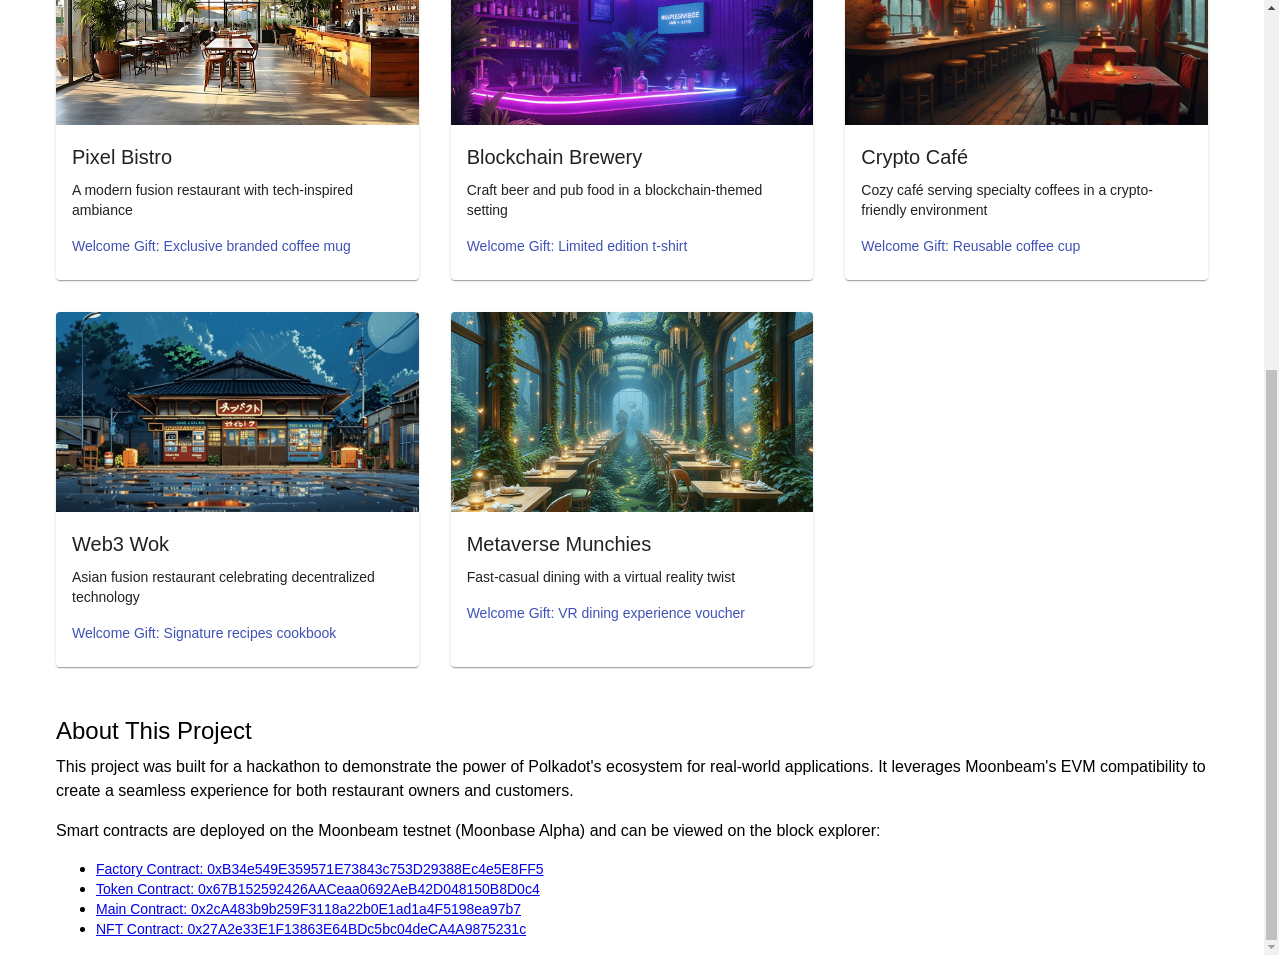 Pixel Bistro
A modern fusion restaurant with tech-inspired
ambiance
Welcome Gift: Exclusive branded coffee mug
Blockchain Brewery
Craft beer and pub food in a blockchain-themed
setting
Welcome Gift: Limited edition t-shirt
Crypto Café
Cozy café serving specialty coffees in a crypto-
friendly environment
Welcome Gift: Reusable coffee cup
Web3 Wok
Asian fusion restaurant celebrating decentralized
technology
Welcome Gift: Signature recipes cookbook
Metaverse Munchies
Fast-casual dining with a virtual reality twist
Welcome Gift: VR dining experience voucher
About This Project
This project was built for a hackathon to demonstrate the power of Polkadot's ecosystem for real-world applications. It leverages Moonbeam's EVM compatibility to
create a seamless experience for both restaurant owners and customers.
Smart contracts are deployed on the Moonbeam testnet (Moonbase Alpha) and can be viewed on the block explorer:
Factory Contract: 0xB34e549E359571E73843c753D29388Ec4e5E8FF5
Token Contract: 0x67B152592426AACeaa0692AeB42D048150B8D0c4
Main Contract: 0x2cA483b9b259F3118a22b0E1ad1a4F5198ea97b7
NFT Contract: 0x27A2e33E1F13863E64BDc5bc04deCA4A9875231c